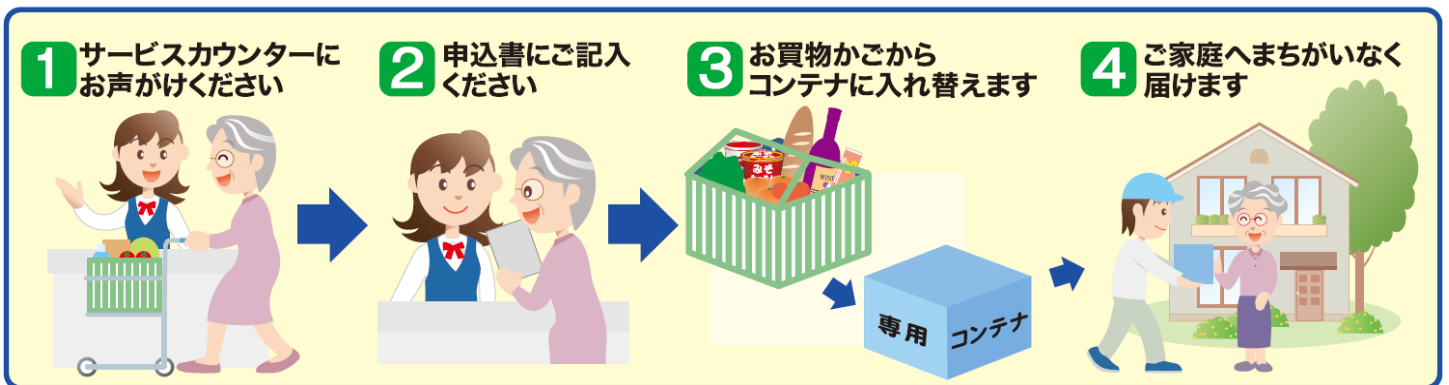 1 サービスカウンターに
お声がけください
2 申込書にご記入
ください
3 お買物かごから
コンテナに入れ替えます
4 ご家庭へまちがいなく
届けます
みそ
WINE
専用
コンテナ